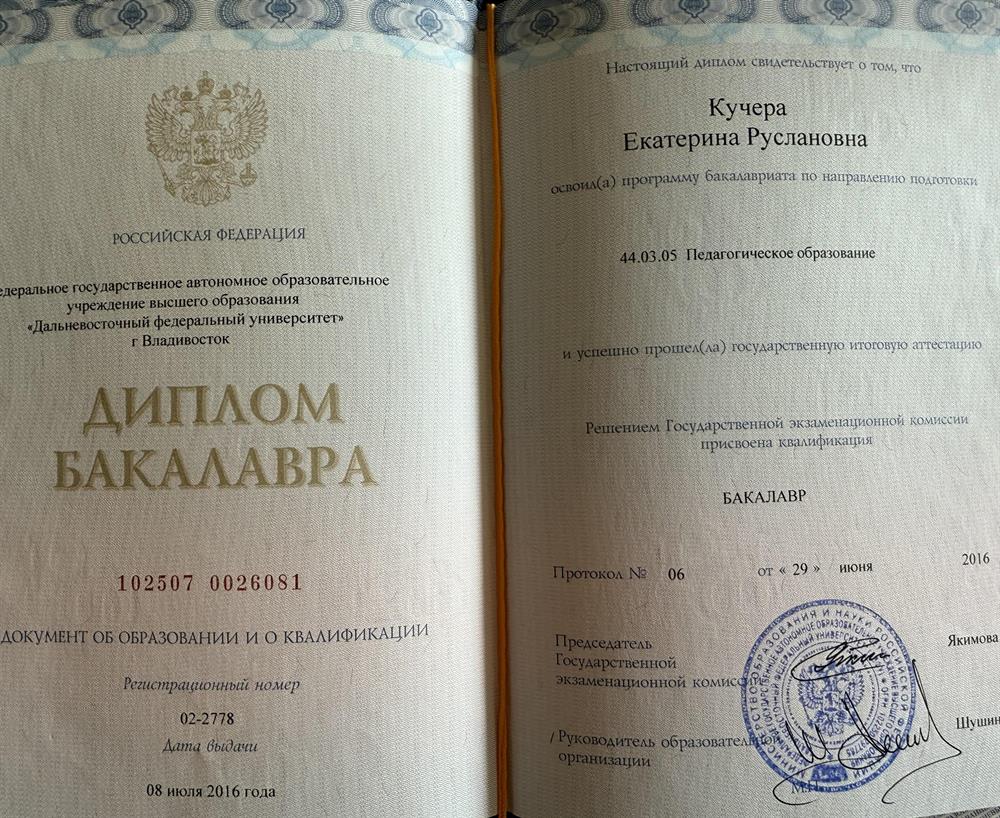 РОССИЙСКАЯ ФЕДЕРАЦИЯ
едеральное государственное автономное образовательное
учреждение высшего образования
«Дальневосточный федеральный университет»
г Владивосток
ДИПЛОМ
БАКАЛАВРА
102507 0026081
ДОКУМЕНТ ОБ ОБРАЗОВАНИИ И О КВАЛИФИКАЦИИ
Регистрационный номер
02-2778
Дата выдачи
08 июля 2016 года
Настоящий диплом свидетельствует о том, что
Кучера
Екатерина Руслановна
освоил(а) программу бакалавриата по направлению подготовки
44.03.05 Педагогическое образование
и успешно прошел(ла) государственную итоговую аттестацию
Решением Государственной экзаменационной комиссии
присвоена квалификация
БАКАЛАВР
Протокол № 06 от « 29 » июня 2016
Председатель
Государственной
экзаменационной комисс
Якимова
/ Руководитель образовательной
организации
Шушин
М.П.